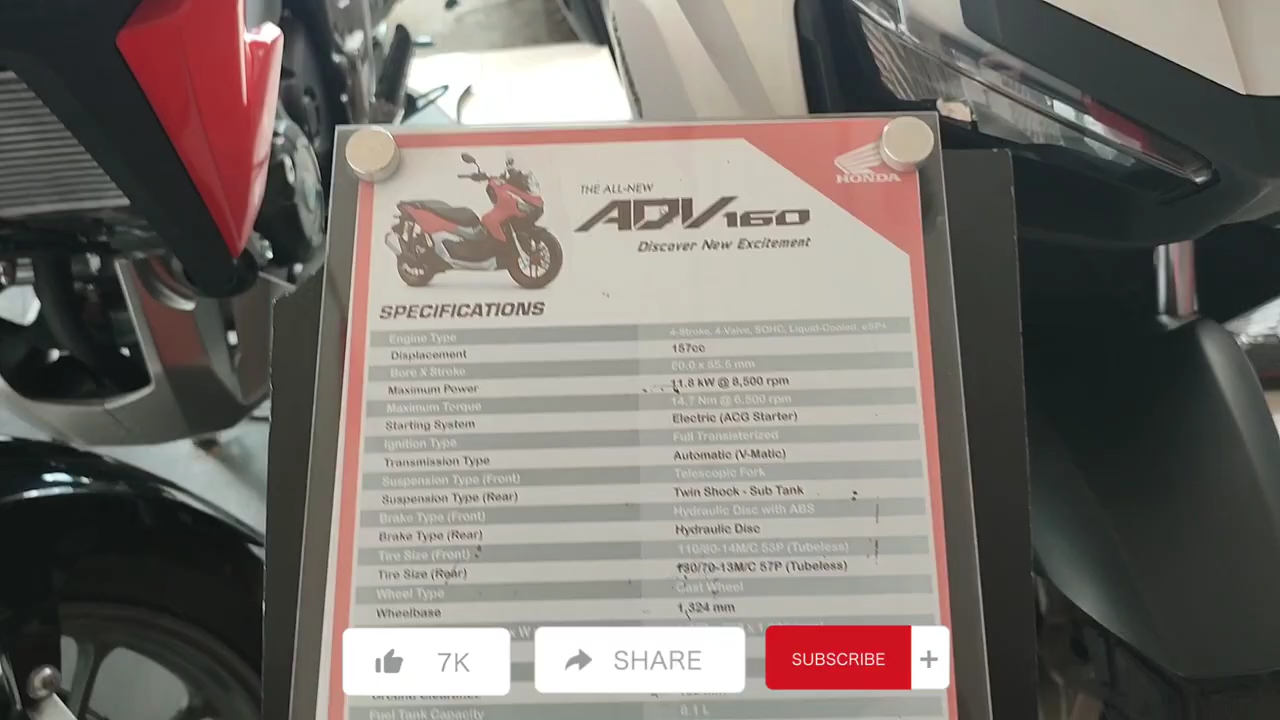 THE ALL-NEW
ADV160
Discover New Excitement
HONDA
SPECIFICATIONS
Engine Type 4-Stroke, 4-Valve, SOHC, Liquid-Cooled, eSP+
Displacement 157cc
Bore X Stroke 60.0 x 55.5 mm
Maximum Power 11.8 kW @ 8,500 rpm
Maximum Torque 14.7 Nm @ 6,500 rpm
Starting System Electric (ACG Starter)
Ignition Type Full Transisterized
Transmission Type Automatic (V-Matic)
Suspension Type (Front) Telescopic Fork
Suspension Type (Rear) Twin Shock - Sub Tank
Brake Type (Front) Hydraulic Disc with ABS
Brake Type (Rear) Hydraulic Disc
Tire Size (Front) 110/80-14M/C 53P (Tubeless)
Tire Size (Rear) 130/70-13M/C 57P (Tubeless)
Wheel Type Cast Wheel
Wheelbase 1,324 mm
7K
SHARE
SUBSCRIBE +
Ground Clearance
Fuel Tank Capacity 8.1 L